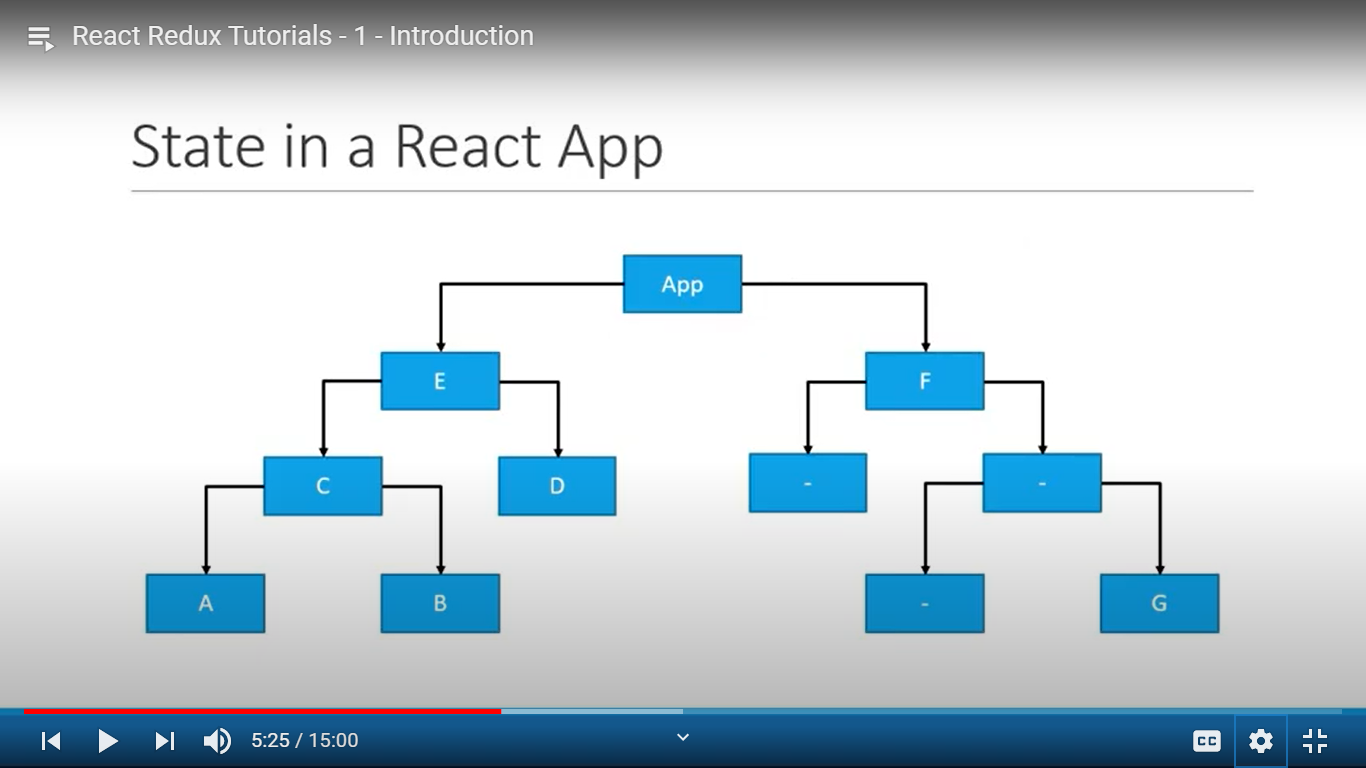 React Redux Tutorials - 1 - Introduction
State in a React App
App
E
F
C
D
-
-
A
B
-
G
5:25 / 15:00
CC